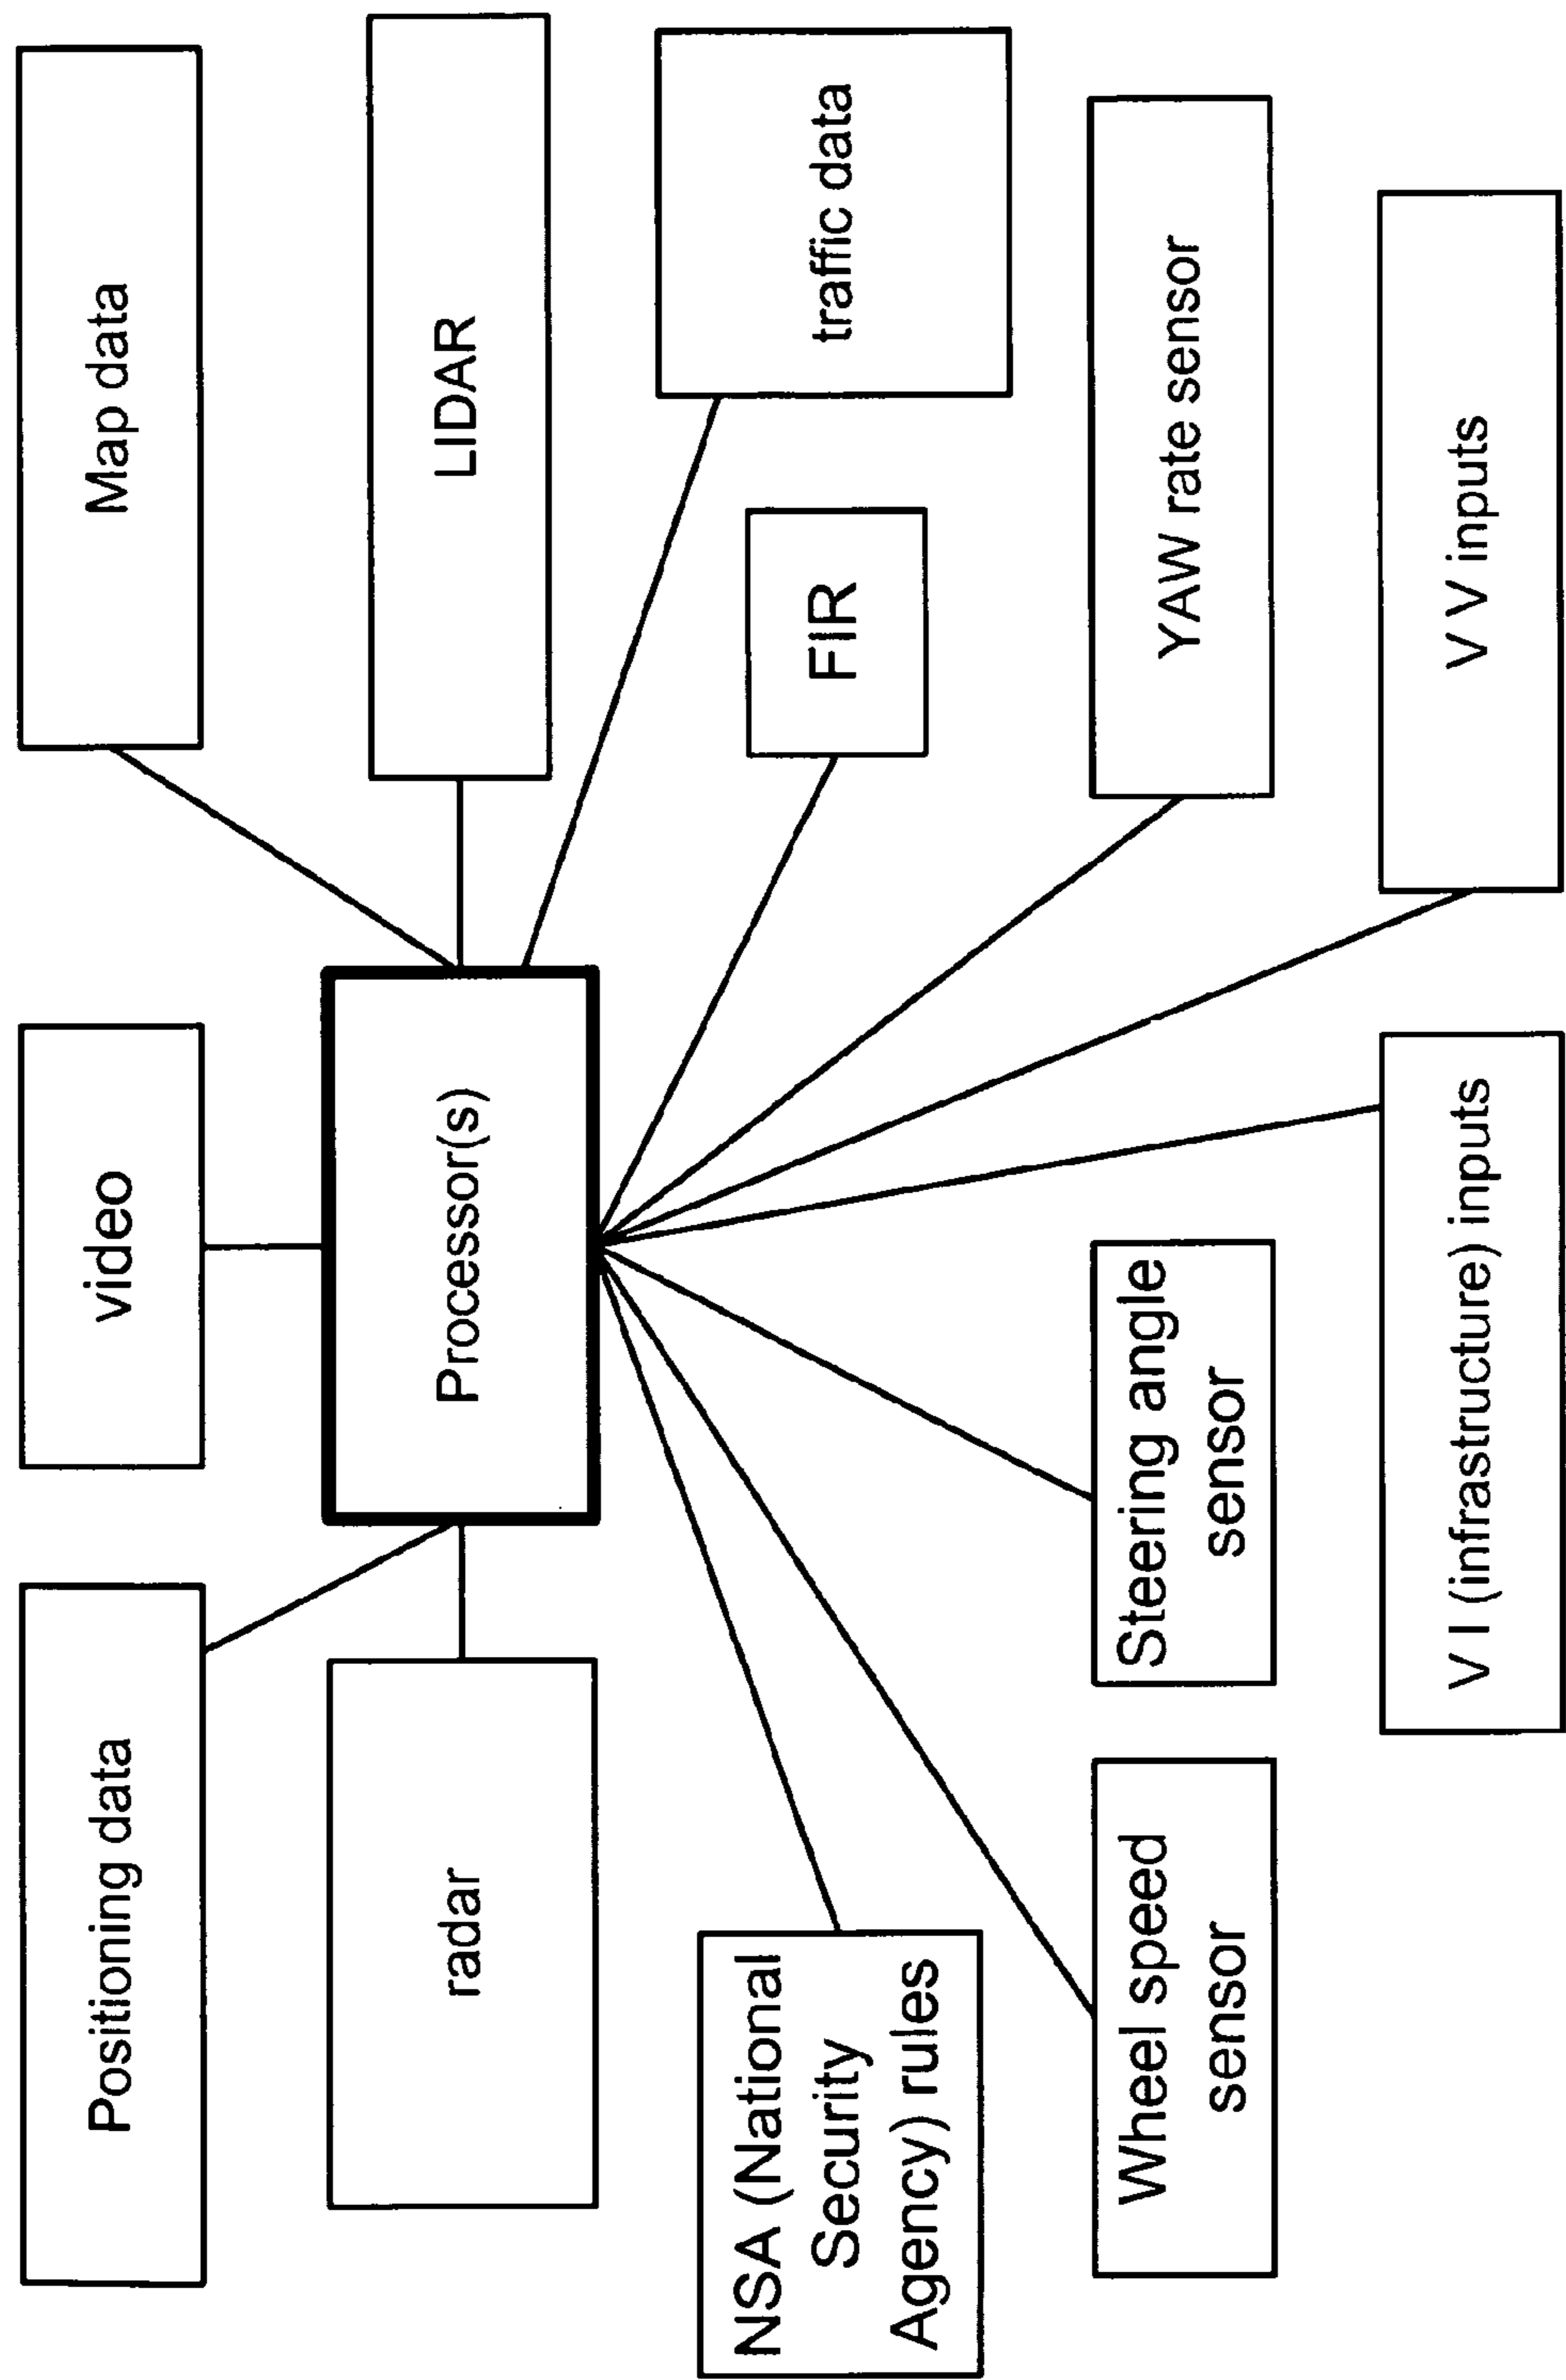 Positioning data
video
Map data
radar
Processor(s)
LIDAR
NSA (National
Security
Agency) rules
FIR
traffic data
Wheel speed
sensor
Steering angle
sensor
YAW rate sensor
V I (infrastructure) inputs
V V inputs